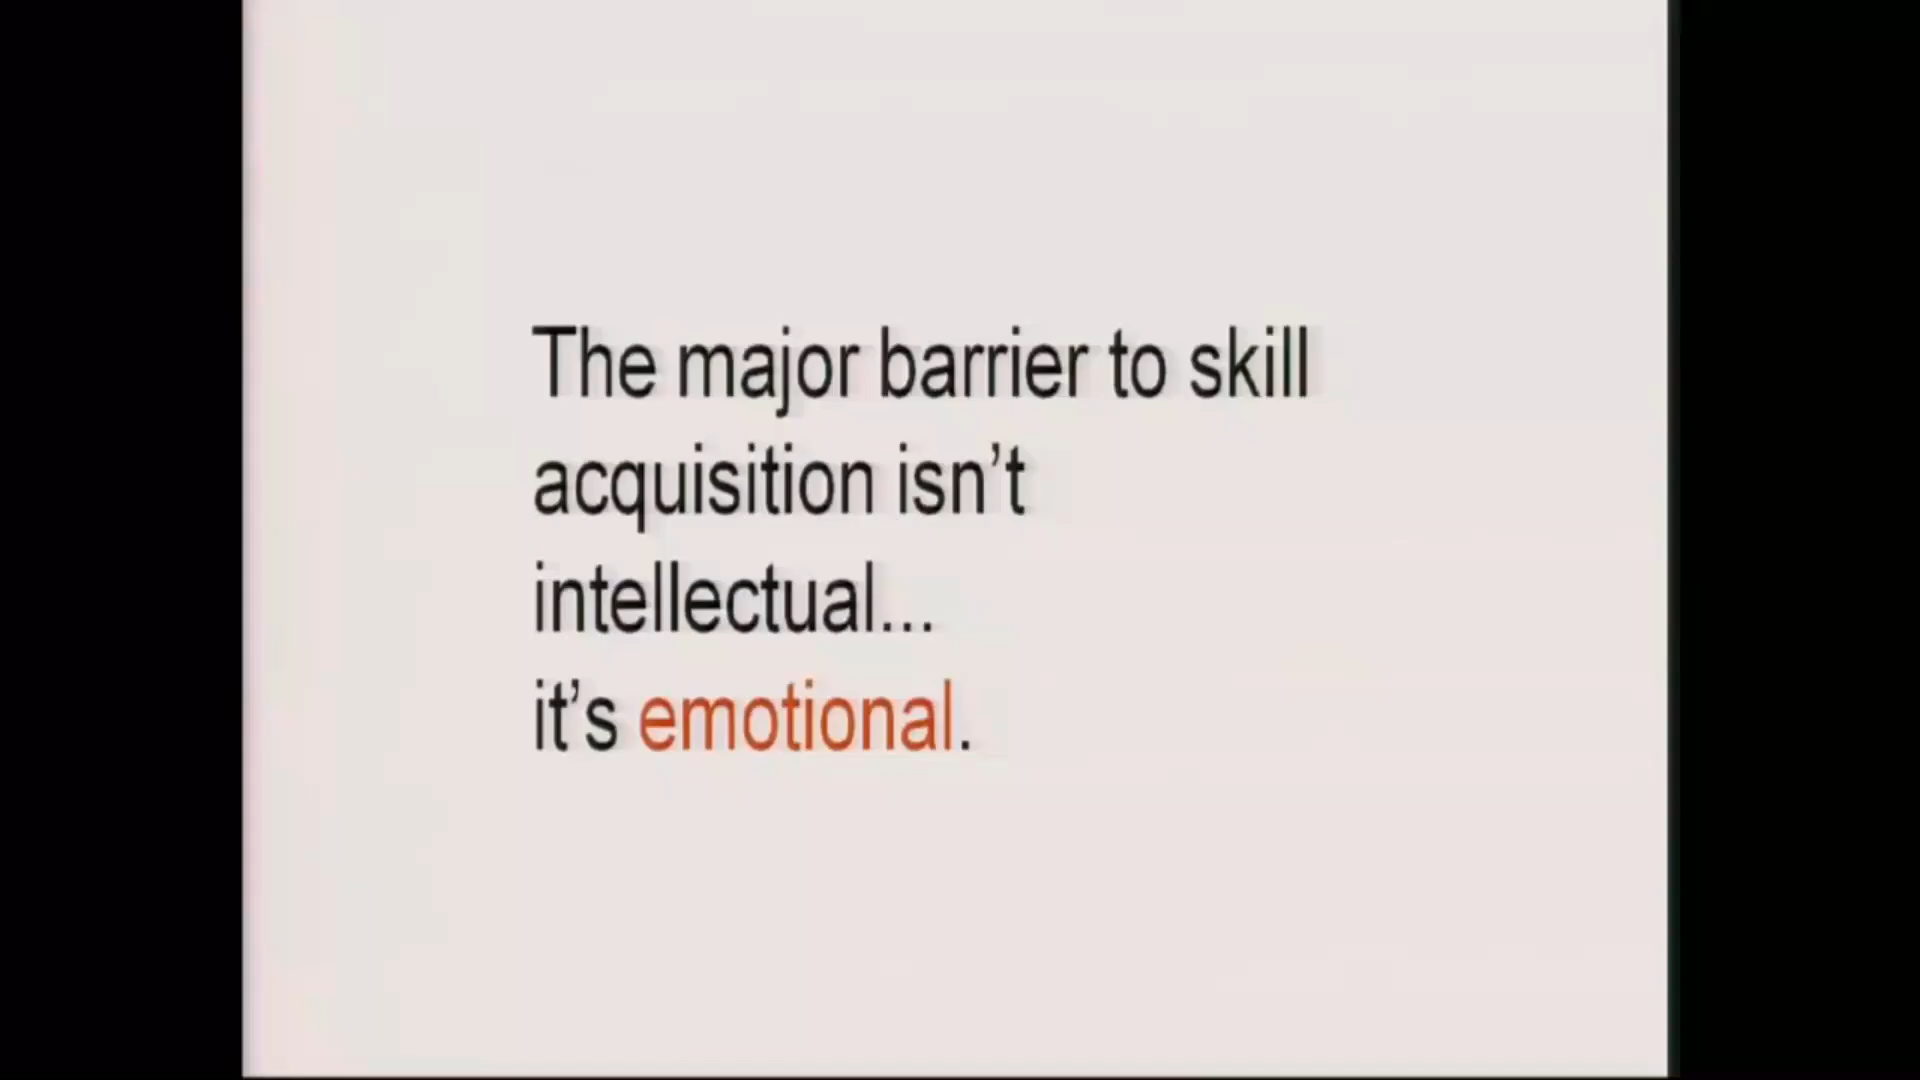 The major barrier to skill
acquisition isn’t
intellectual...
it’s emotional.